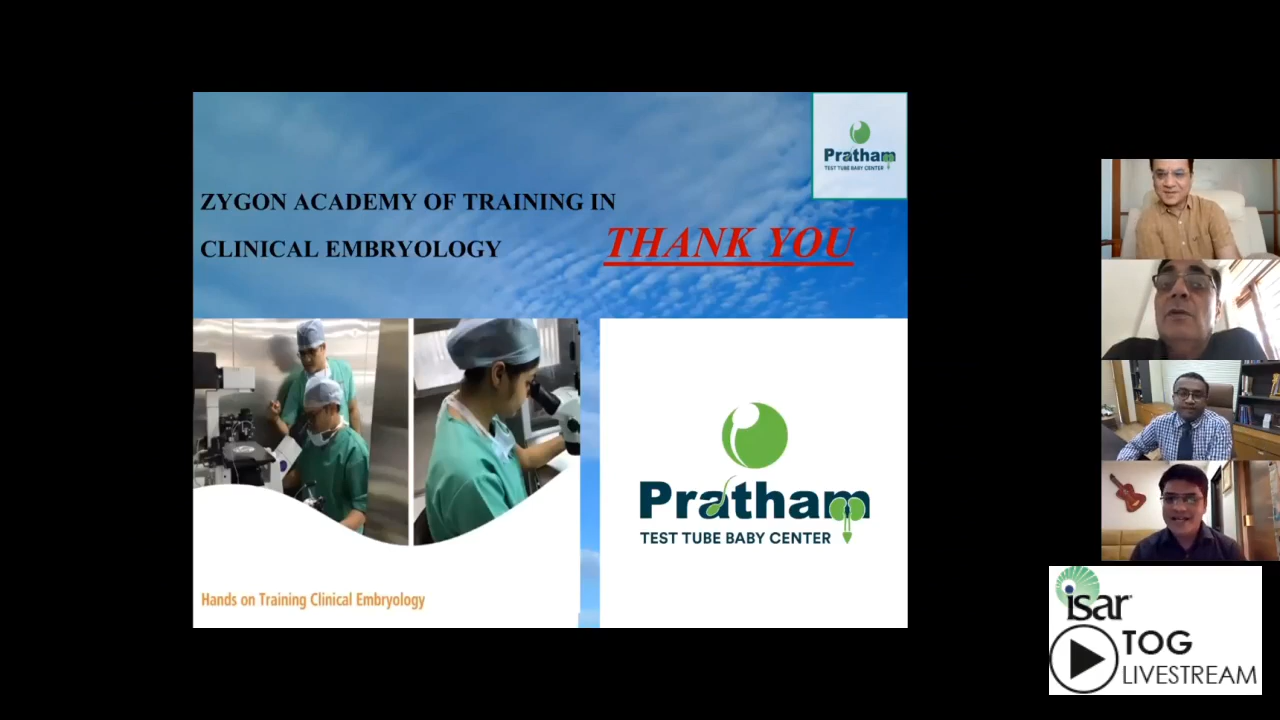 Pratham
TEST TUBE BABY CENTER
ZYGON ACADEMY OF TRAINING IN
CLINICAL EMBRYOLOGY
THANK YOU
Pratham
TEST TUBE BABY CENTER
Hands on Training Clinical Embryology
isar
TOG
LIVESTREAM